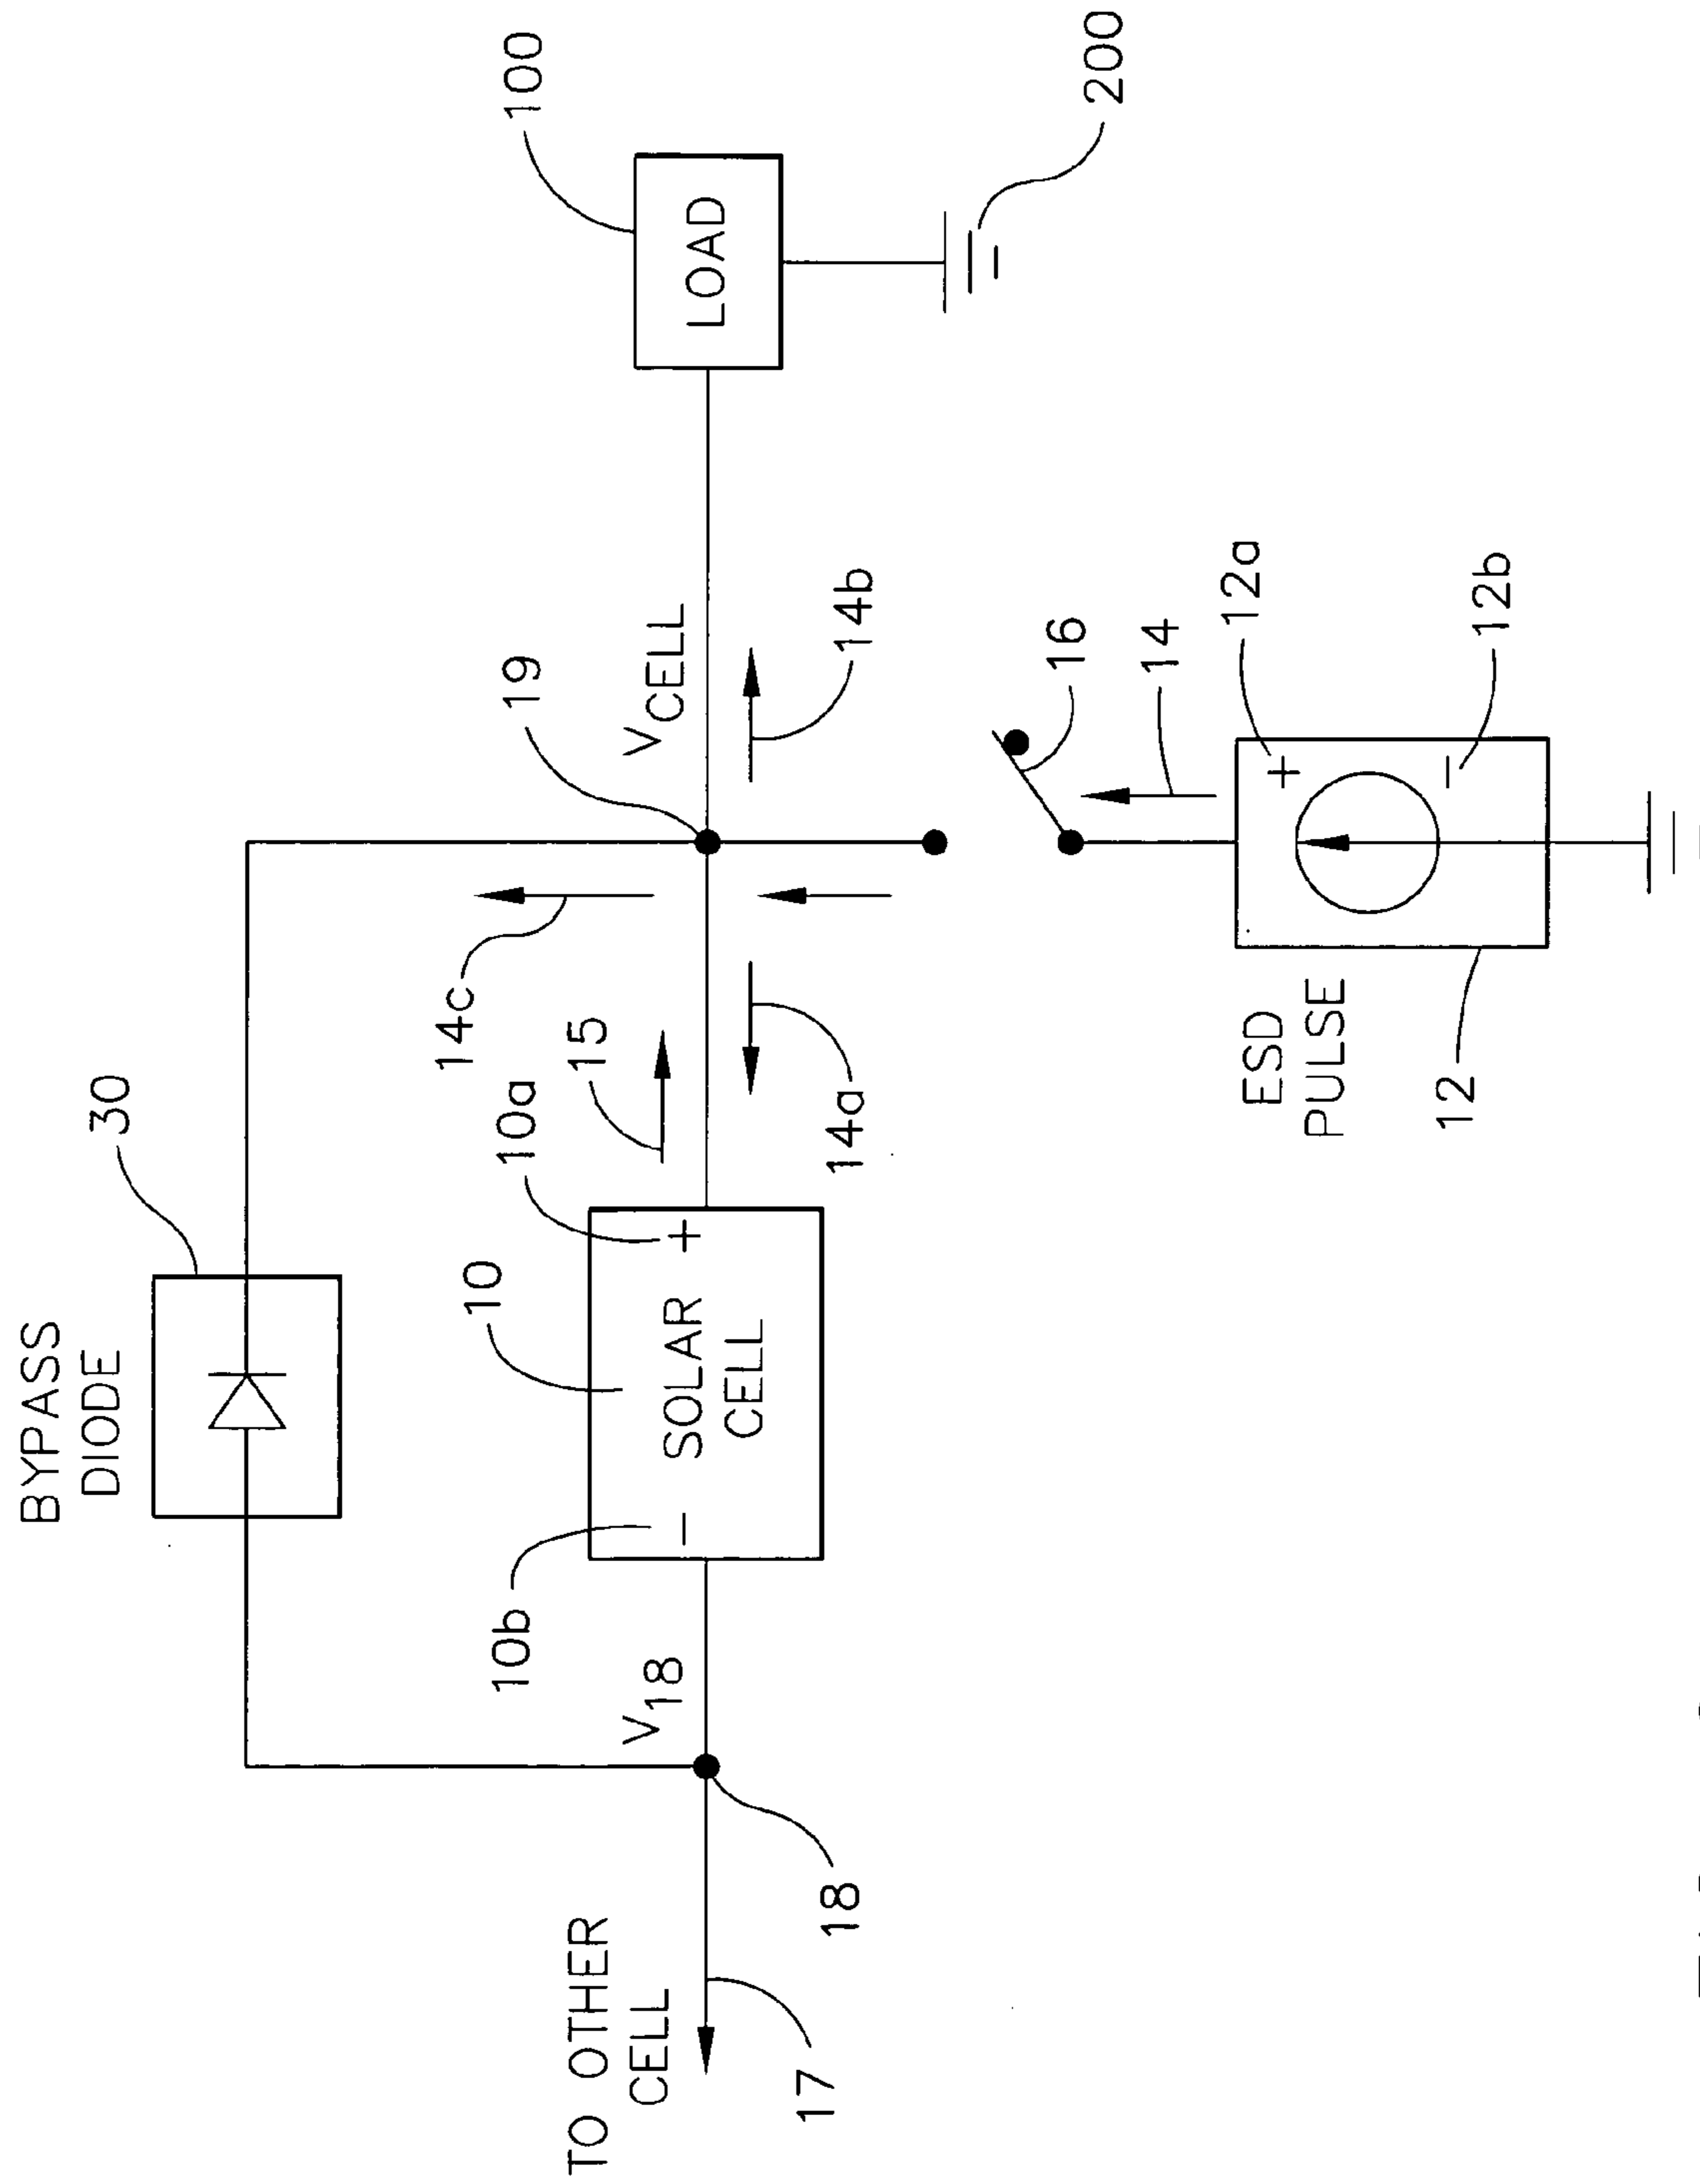 BYPASS
DIODE
30
14c
10
10b
10a
15
19
100
TO OTHER
CELL
V18
− +
SOLAR
CELL
VCELL
LOAD
17
18
14a
14b
16
200
14
12a
ESD
PULSE
+
−
12
12b